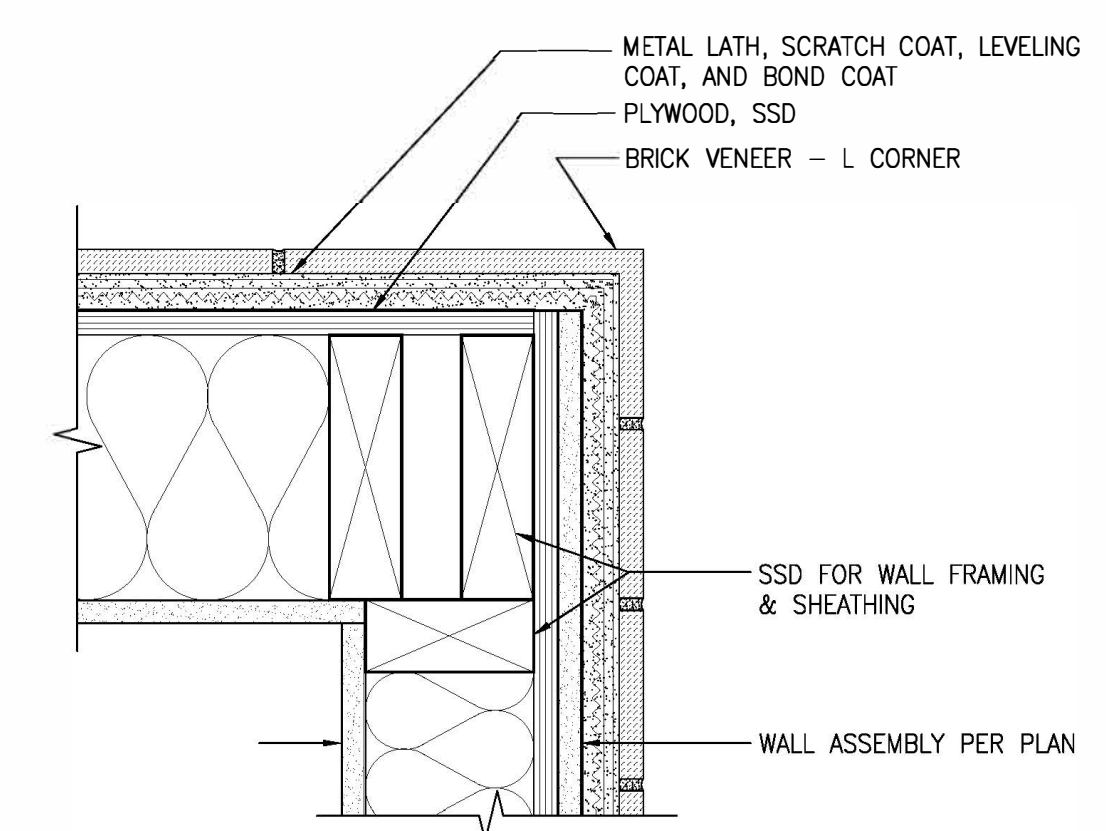 METAL LATH, SCRATCH COAT, LEVELING
COAT, AND BOND COAT
PLYWOOD, SSD
BRICK VENEER – L CORNER
SSD FOR WALL FRAMING
& SHEATHING
WALL ASSEMBLY PER PLAN